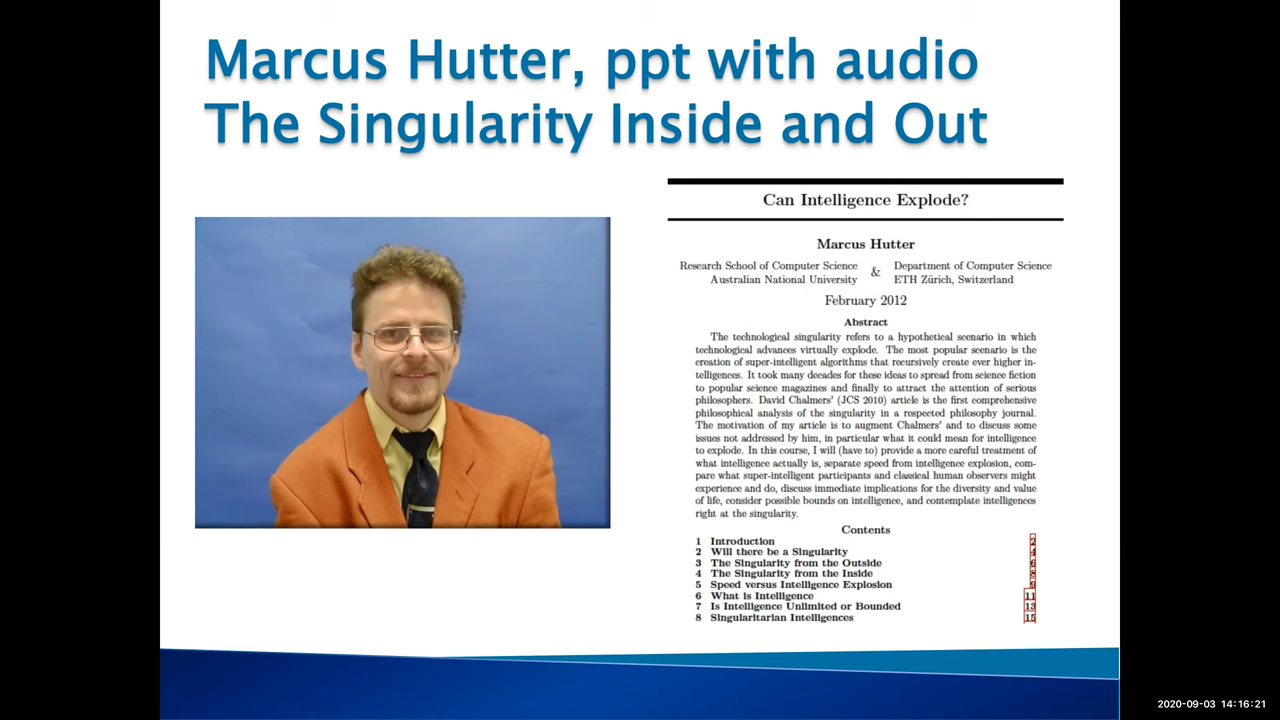 Marcus Hutter, ppt with audio
The Singularity Inside and Out
Can Intelligence Explode?
Marcus Hutter
Research School of Computer Science & Department of Computer Science
Australian National University ETH Zürich, Switzerland
February 2012
Abstract
The technological singularity refers to a hypothetical scenario in which
technological advances virtually explode. The most popular scenario is the
creation of super-intelligent algorithms that recursively create ever higher in-
telligences. It took many decades for these ideas to spread from science fiction
to popular science magazines and finally to attract the attention of serious
philosophers. David Chalmers' (JCS 2010) article is the first comprehensive
philosophical analysis of the singularity in a respected philosophy journal.
The motivation of my article is to augment Chalmers' and to discuss some
issues not addressed by him, in particular what it could mean for intelligence
to explode. In this course, I will (have to) provide a more careful treatment of
what intelligence actually is, separate speed from intelligence explosion, com-
pare what super-intelligent participants and classical human observers might
experience and do, discuss immediate implications for the diversity and value
of life, consider possible bounds on intelligence, and contemplate intelligences
right at the singularity.
Contents
1 Introduction 2
2 Will there be a Singularity 4
3 The Singularity from the Outside 6
4 The Singularity from the Inside 8
5 Speed versus Intelligence Explosion 9
6 What is Intelligence 11
7 Is Intelligence Unlimited or Bounded 13
8 Singularitarian Intelligences 15
2020-09-03 14:16:21